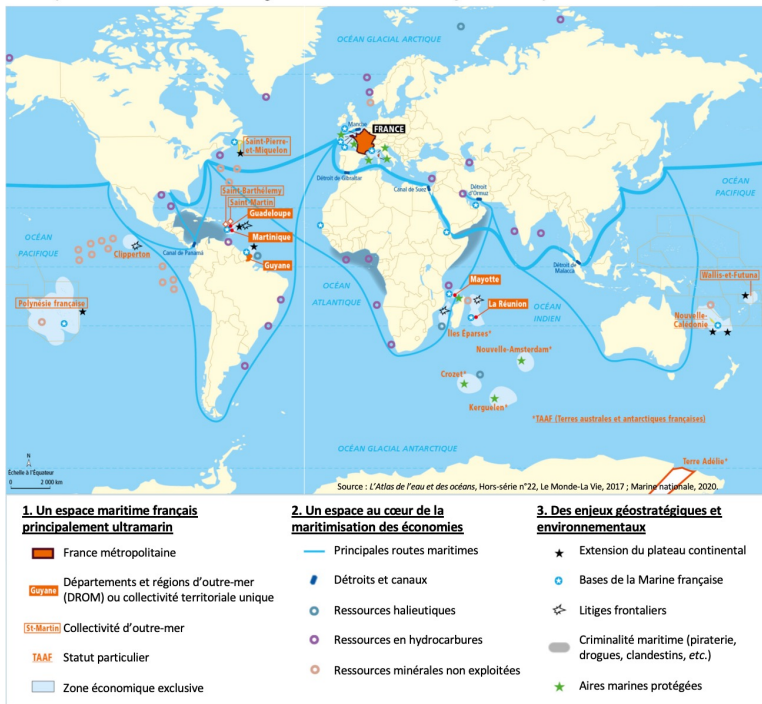 OCÉAN GLACIAL ARCTIQUE
Saint-Pierre-
et-Miquelon
Manche
FRANCE
Détroit de Gibraltar
Canal de Suez
Détroit
d'Ormuz
OCÉAN
PACIFIQUE
Saint-Barthélemy
Saint-Martin
Guadeloupe
Martinique
Guyane
OCÉAN
PACIFIQUE
Clipperton
Canal de Panamá
Détroit de
Malacca
Polynésie française
OCÉAN
ATLANTIQUE
Mayotte
La Réunion
Îles Éparses*
OCÉAN
INDIEN
Wallis-et-Futuna
Nouvelle-
Calédonie
Nouvelle-Amsterdam*
Crozet*
Kerguelen*
*TAAF (Terres australes et antarctiques françaises)
OCÉAN GLACIAL ANTARCTIQUE
Terre Adélie*
N
Échelle à l'Équateur
0 2 000 km
Source : L'Atlas de l'eau et des océans, Hors-série n°22, Le Monde-La Vie, 2017 ; Marine nationale, 2020.
1. Un espace maritime français
principalement ultramarin
France métropolitaine
Guyane
Départements et régions d'outre-mer
(DROM) ou collectivité territoriale unique
St-Martin
Collectivité d'outre-mer
TAAF
Statut particulier
Zone économique exclusive
2. Un espace au cœur de la
maritimisation des économies
Principales routes maritimes
Détroits et canaux
Ressources halieutiques
Ressources en hydrocarbures
Ressources minérales non exploitées
3. Des enjeux géostratégiques et
environnementaux
Extension du plateau continental
Bases de la Marine française
Litiges frontaliers
Criminalité maritime (piraterie,
drogues, clandestins, etc.)
Aires marines protégées